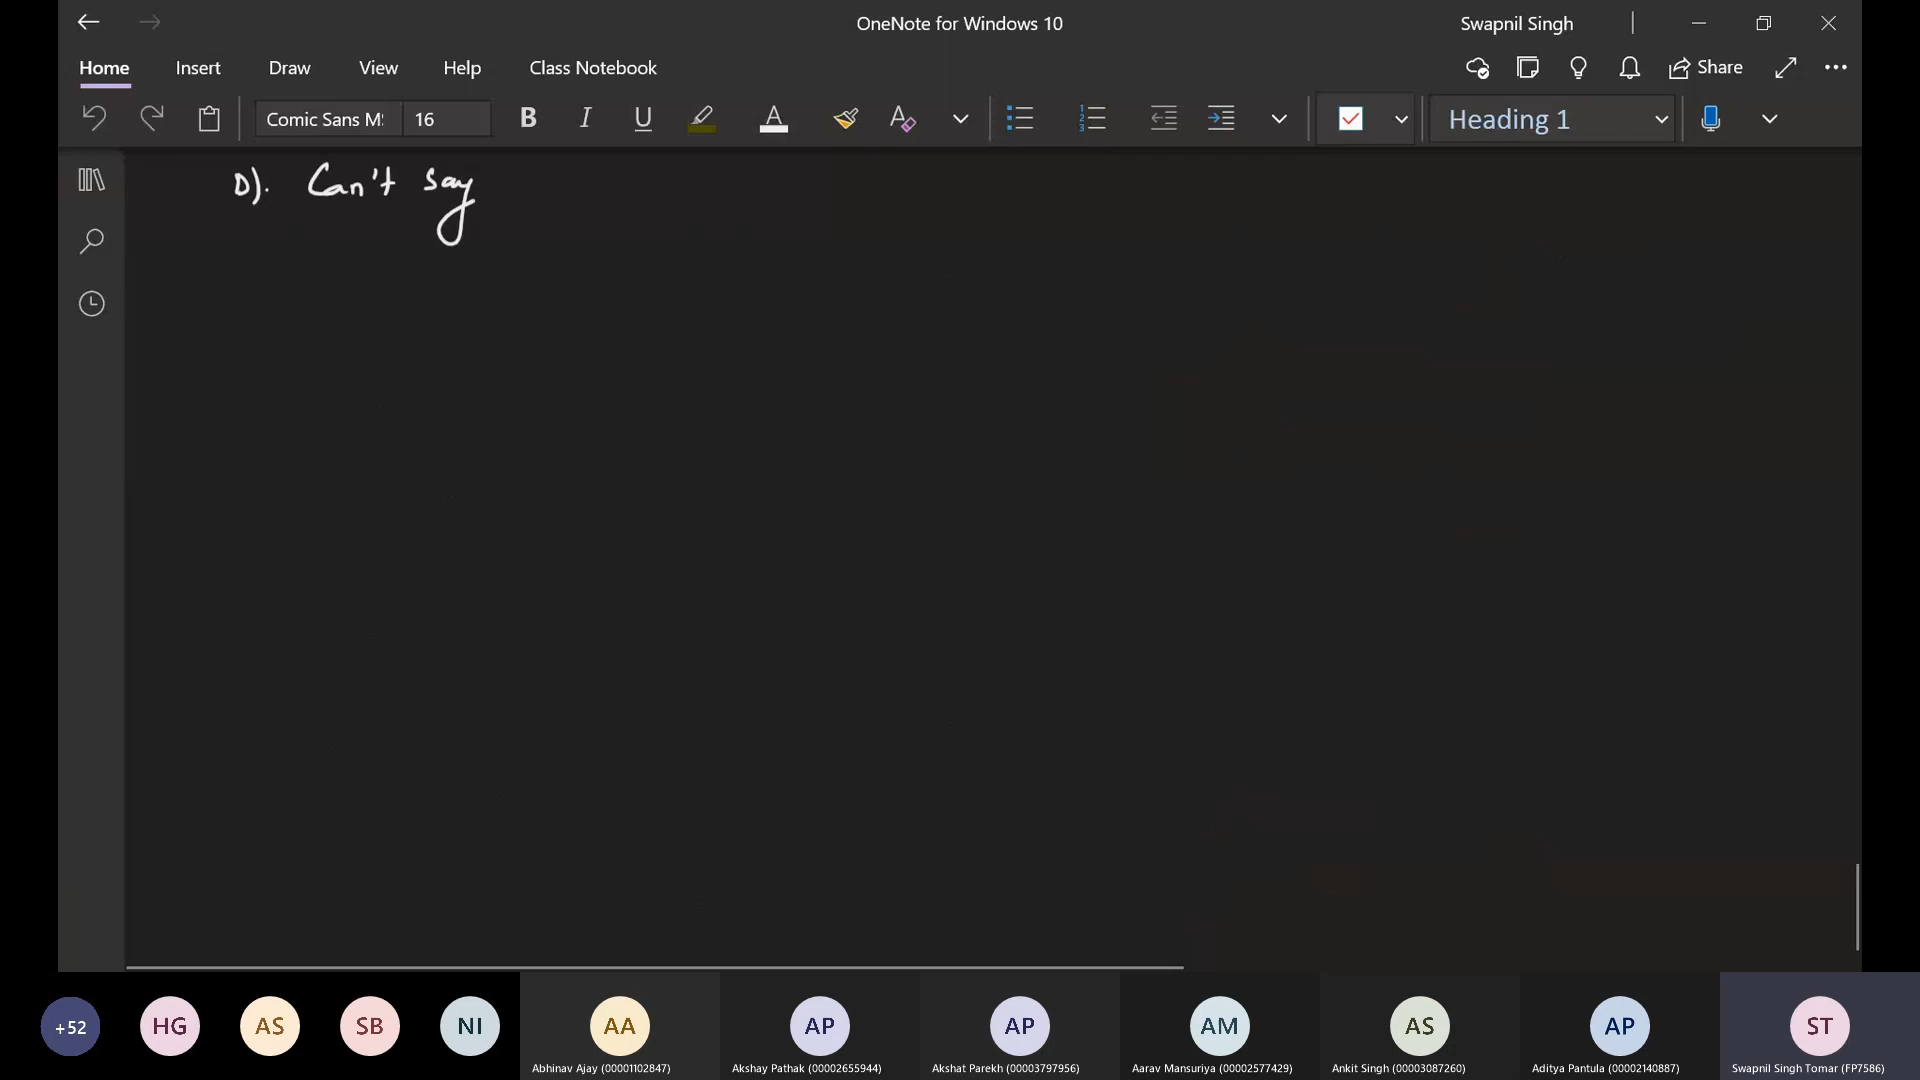 OneNote for Windows 10
Swapnil Singh
Home Insert Draw View Help Class Notebook
Share
Comic Sans M
16
B I U A A
Heading 1
D). Can't say
+52 HG AS SB NI AA AP AP AM AS AP ST
Abhinav Ajay (00001102847) Akshay Pathak (00002655944) Akshat Parekh (00003797956) Aarav Mansuriya (00002577429) Ankit Singh (00003087260) Aditya Pantula (00002140887) Swapnil Singh Tomar (FP7586)